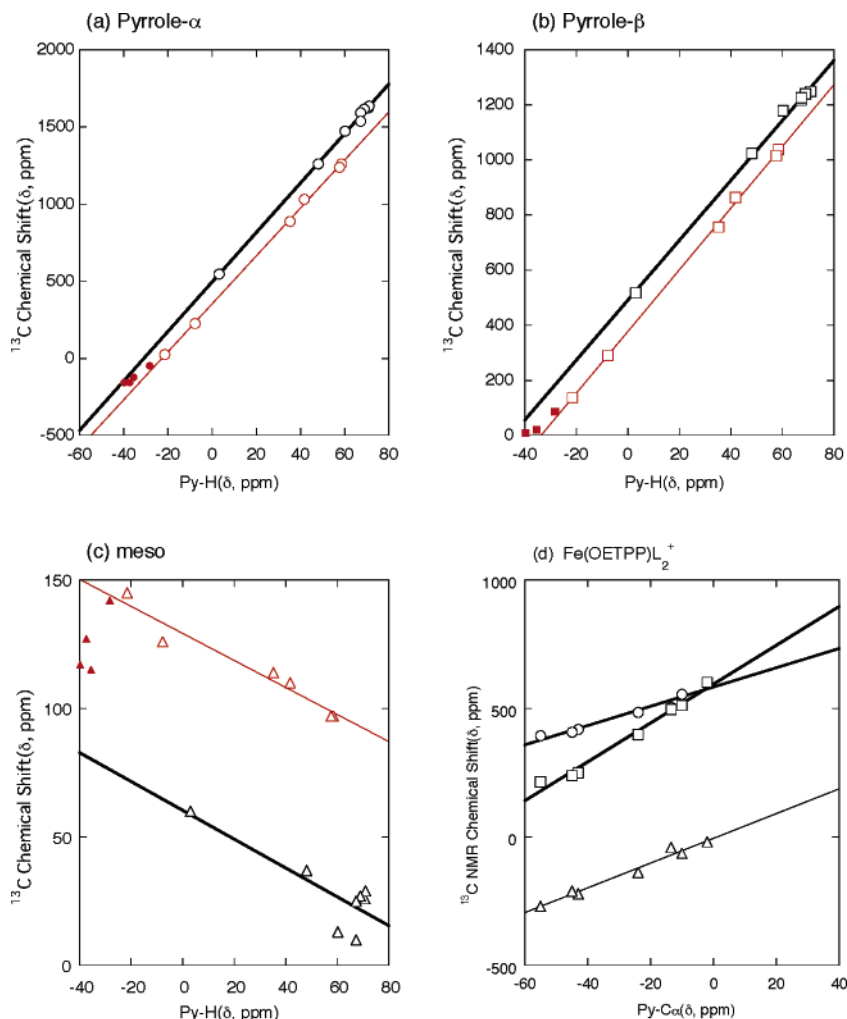 (a) Pyrrole-α
2000
1500
1000
500
0
-500
¹³C Chemical Shift(δ, ppm)
-60 -40 -20 0 20 40 60 80
Py-H(δ, ppm)
(b) Pyrrole-β
1400
1200
1000
800
600
400
200
0
¹³C Chemical Shift(δ, ppm)
-40 -20 0 20 40 60 80
Py-H(δ, ppm)
(c) meso
150
100
50
0
¹³C Chemical Shift(δ, ppm)
-40 -20 0 20 40 60 80
Py-H(δ, ppm)
(d) Fe(OETPP)L₂⁺
1000
500
0
-500
¹³C NMR Chemical Shift(δ, ppm)
-60 -40 -20 0 20 40
Py-Cα(δ, ppm)